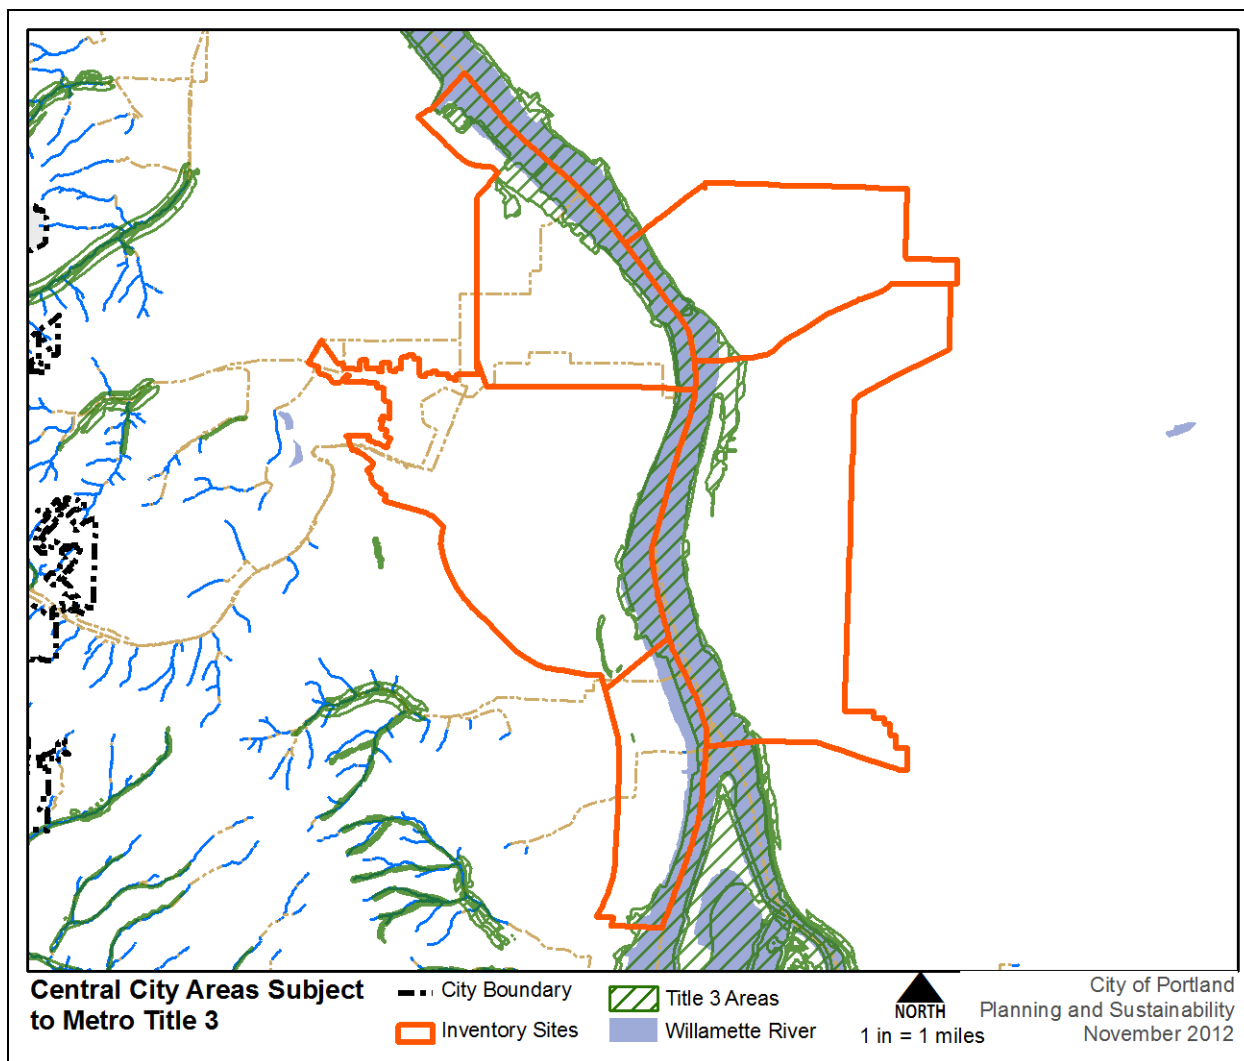 Central City Areas Subject
to Metro Title 3
City Boundary
Inventory Sites
Title 3 Areas
Willamette River
NORTH
1 in = 1 miles
City of Portland
Planning and Sustainability
November 2012